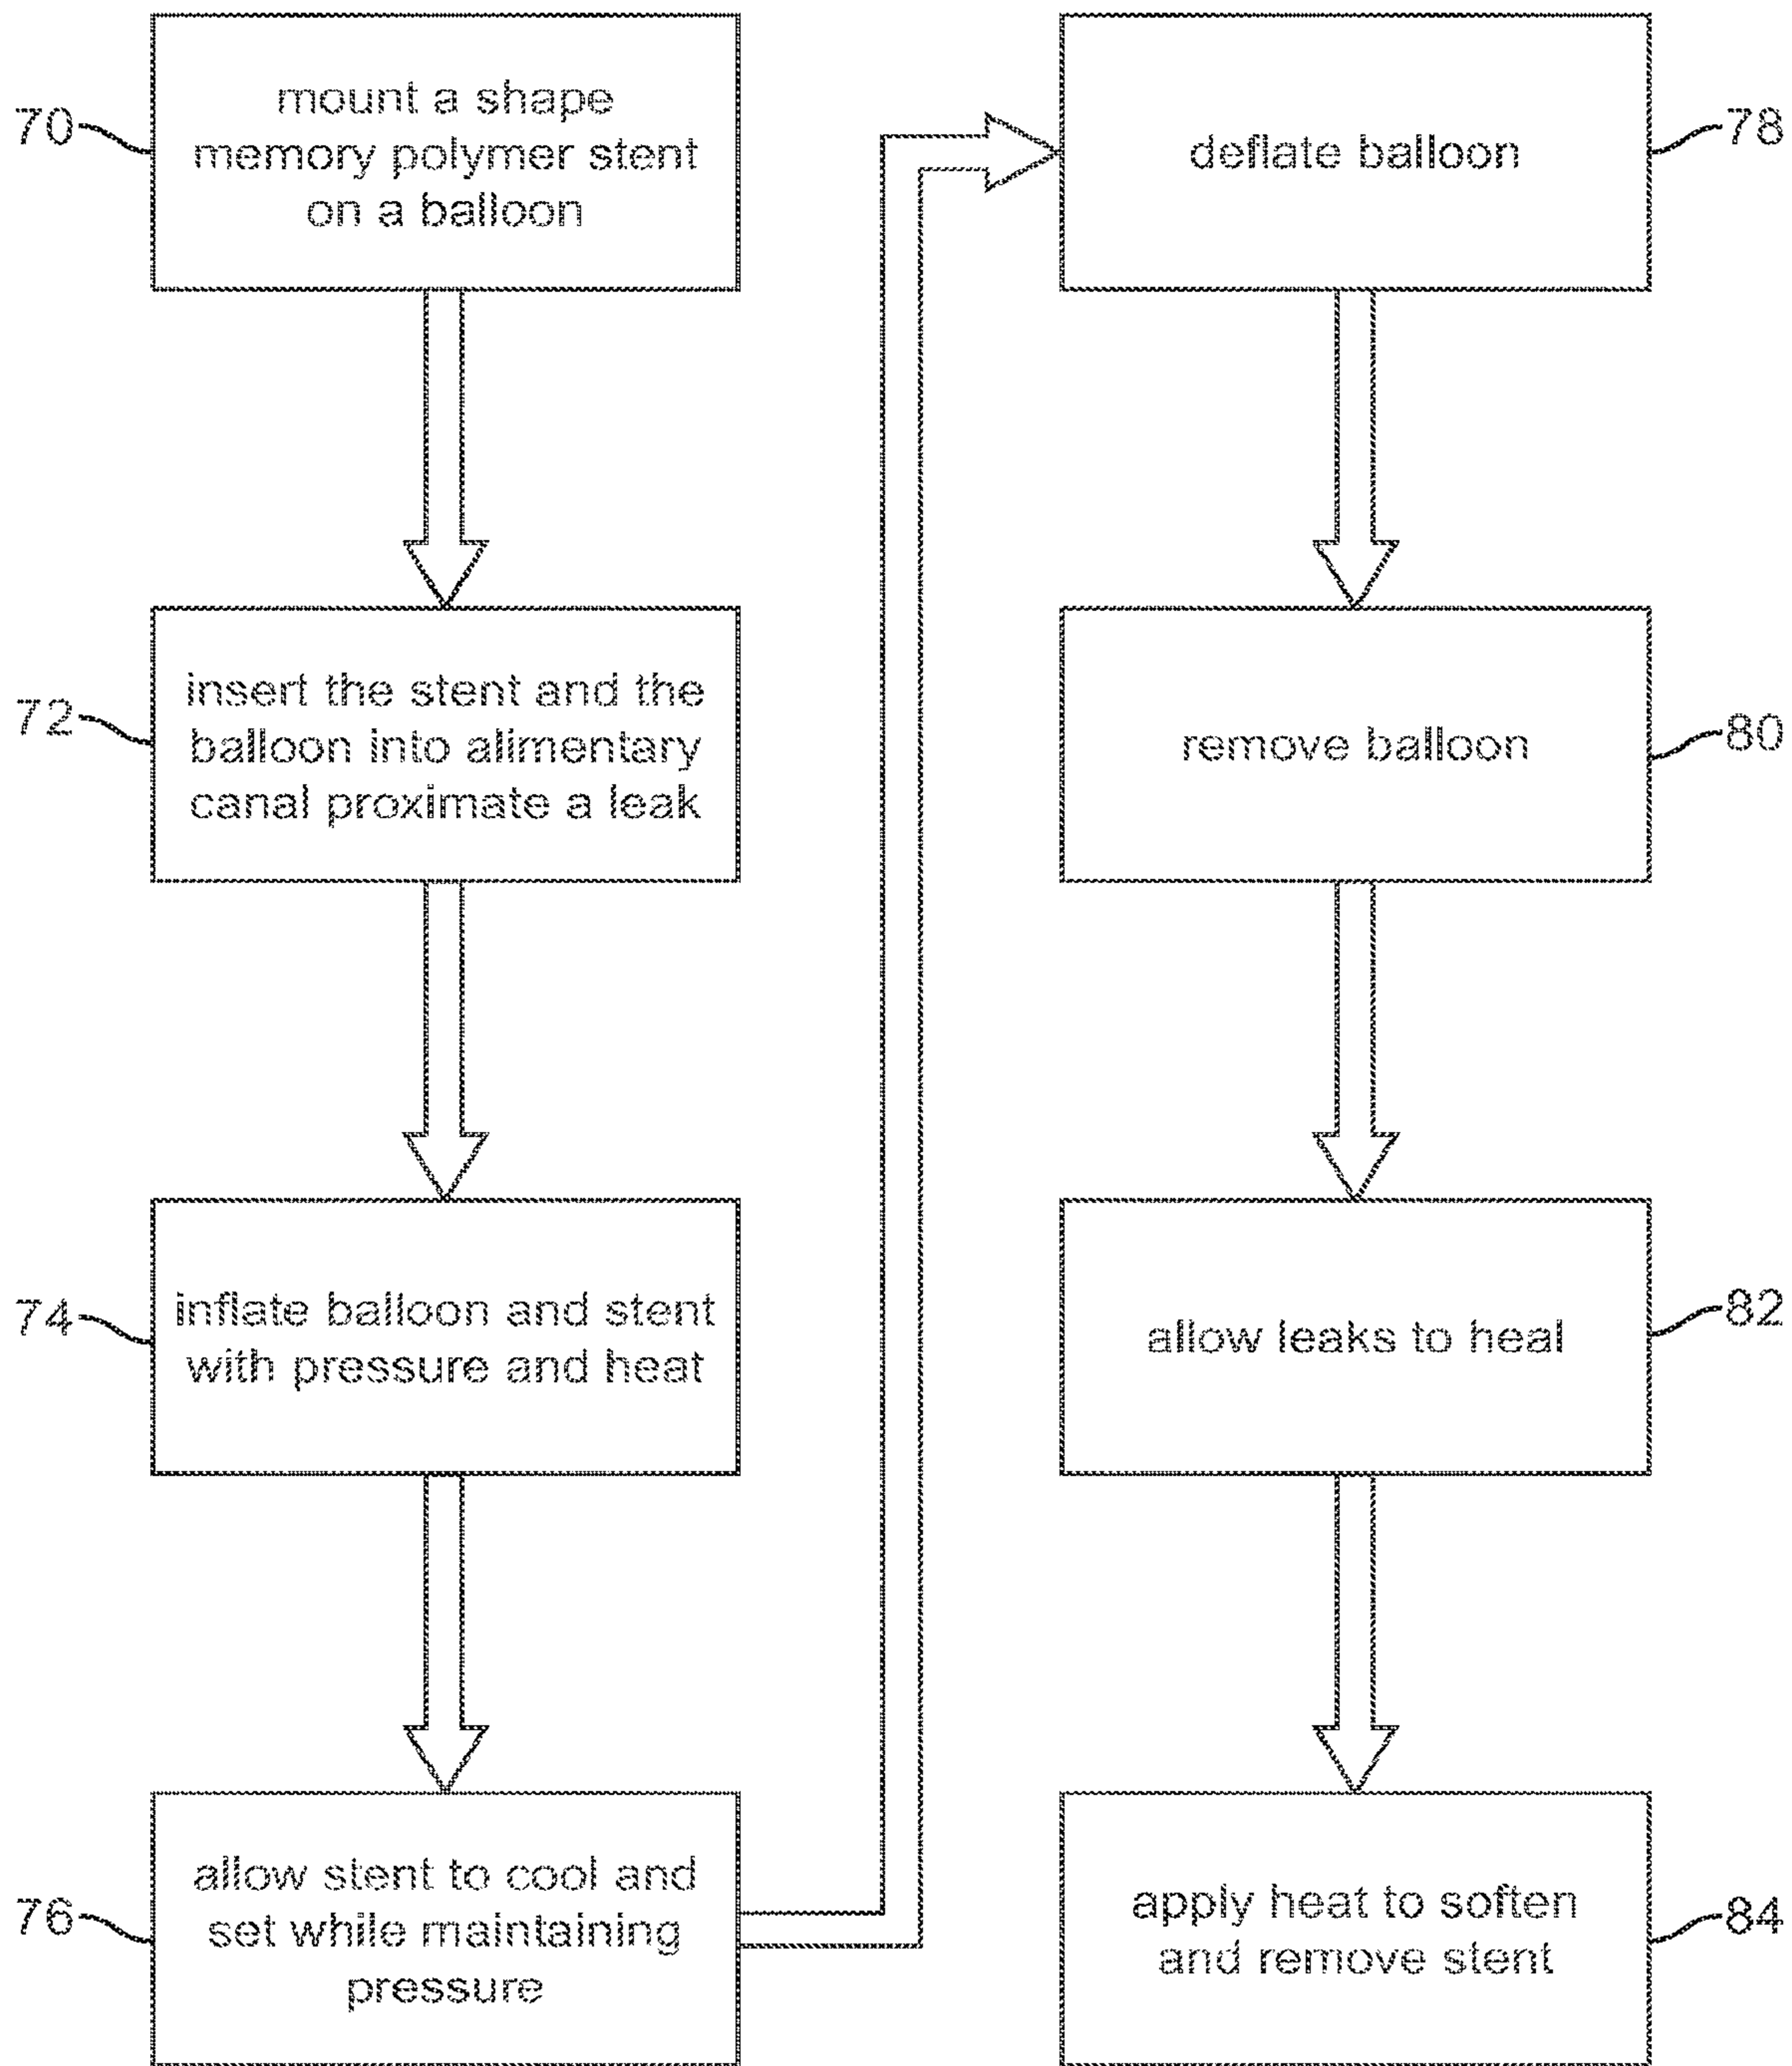 70
mount a shape
memory polymer stent
on a balloon
72
insert the stent and the
balloon into alimentary
canal proximate a leak
74
inflate balloon and stent
with pressure and heat
76
allow stent to cool and
set while maintaining
pressure
deflate balloon
78
remove balloon
80
allow leaks to heal
82
apply heat to soften
and remove stent
84